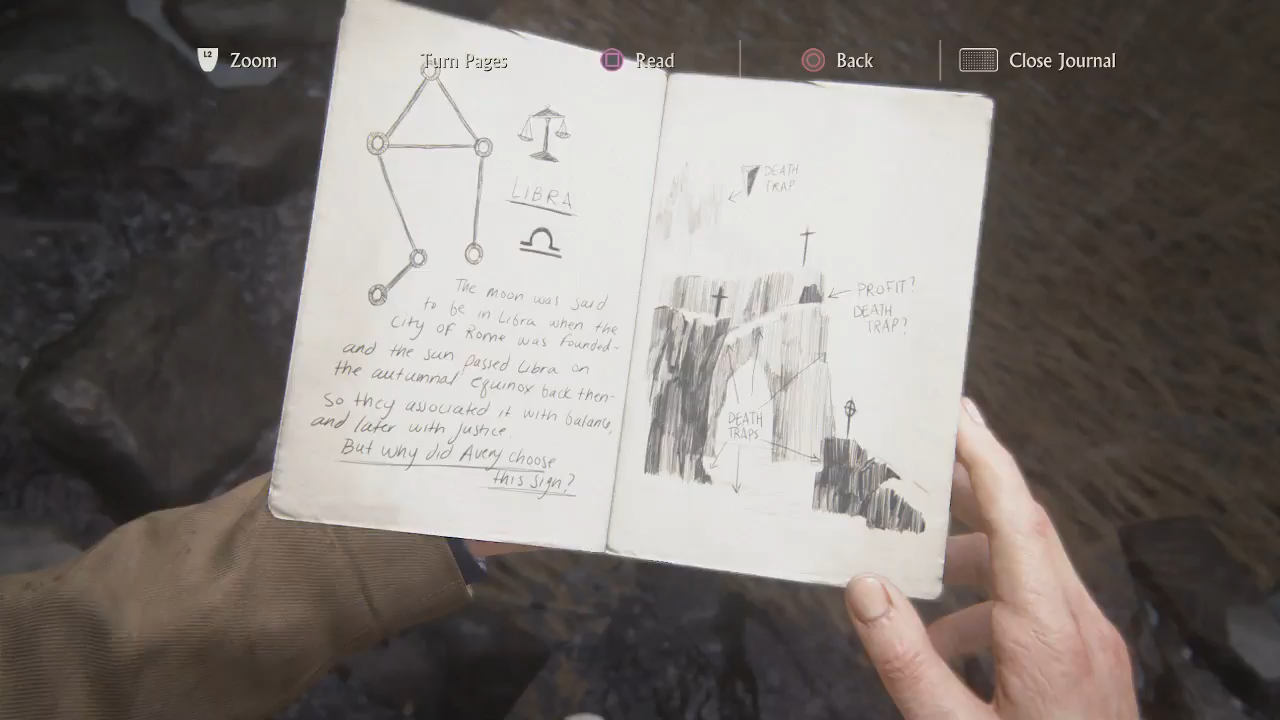 L2 Zoom Turn Pages Read Back Close Journal
LIBRA
The moon was said
to be in Libra when the
City of Rome was founded-
and the sun passed Libra on
the autumnal equinox back then-
So they associated it with balance,
and later with justice.
But why did Avery choose
this sign?
DEATH
TRAP
PROFIT?
DEATH
TRAP?
DEATH
TRAPS